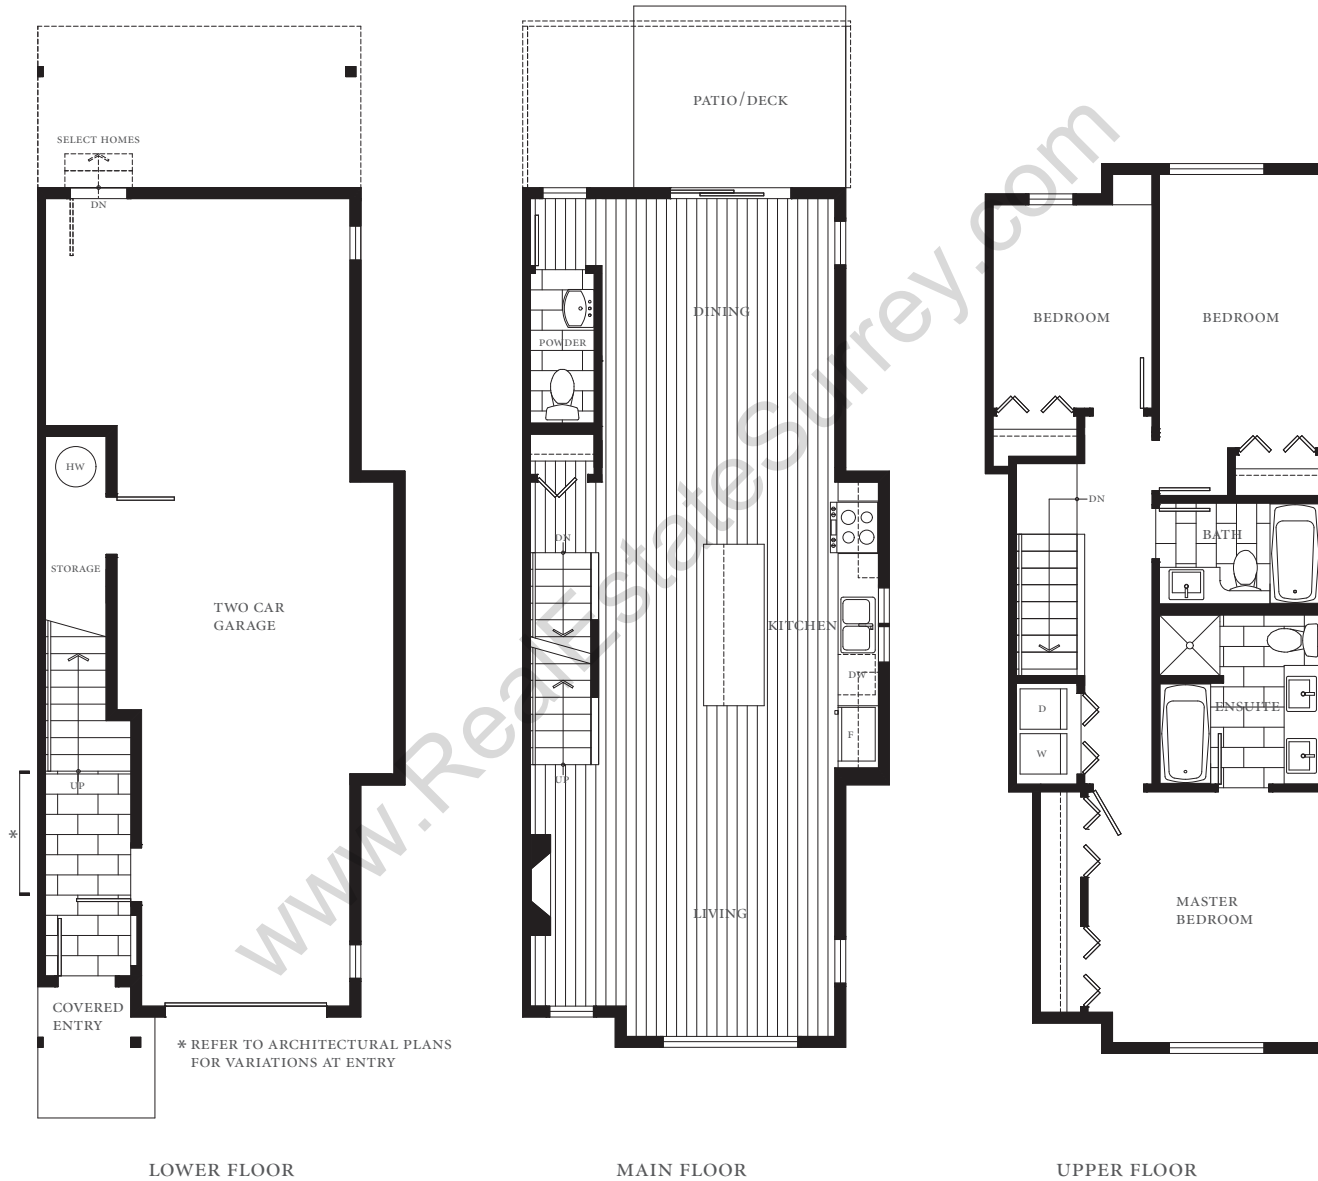 SELECT HOMES
DN
HW
STORAGE
TWO CAR
GARAGE
UP
*
COVERED
ENTRY
* REFER TO ARCHITECTURAL PLANS
FOR VARIATIONS AT ENTRY
LOWER FLOOR
PATIO/DECK
DINING
POWDER
DN
KITCHEN
DW
F
UP
LIVING
MAIN FLOOR
BEDROOM
BEDROOM
DN
BATH
D
W
ENSUITE
MASTER
BEDROOM
UPPER FLOOR
www.RealEstateSurrey.com